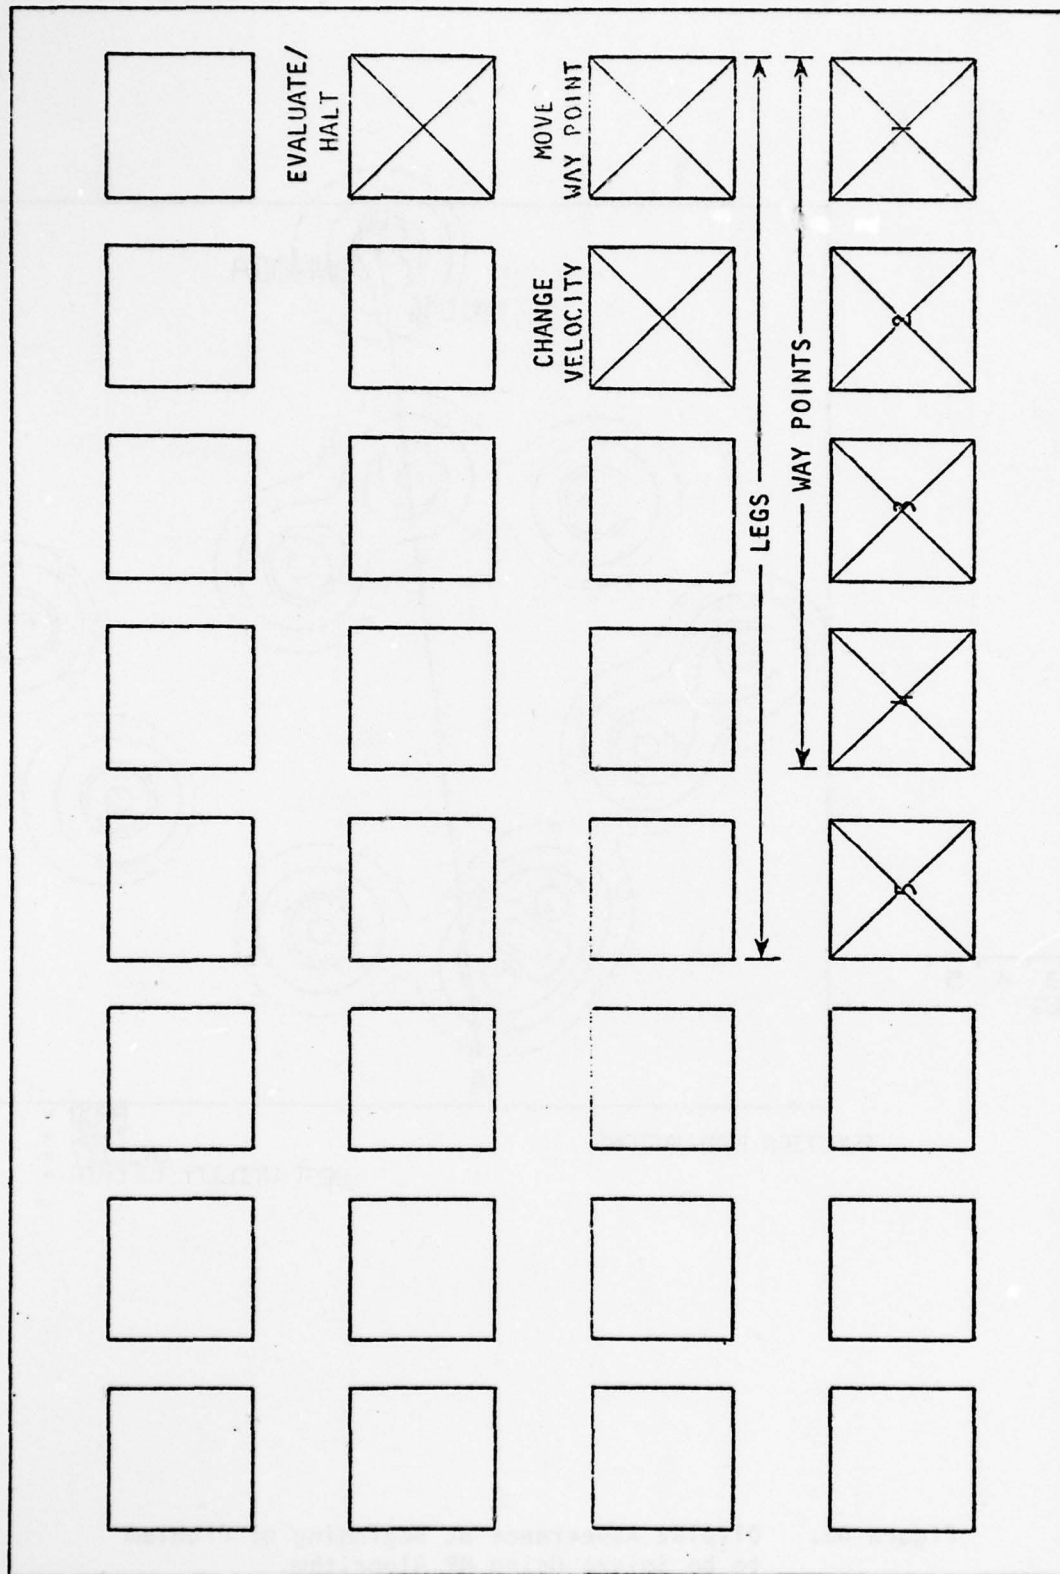 EVALUATE/
HALT
CHANGE
VELOCITY
MOVE
WAY POINT
LEGS
WAY POINTS
5
4
3
2
1